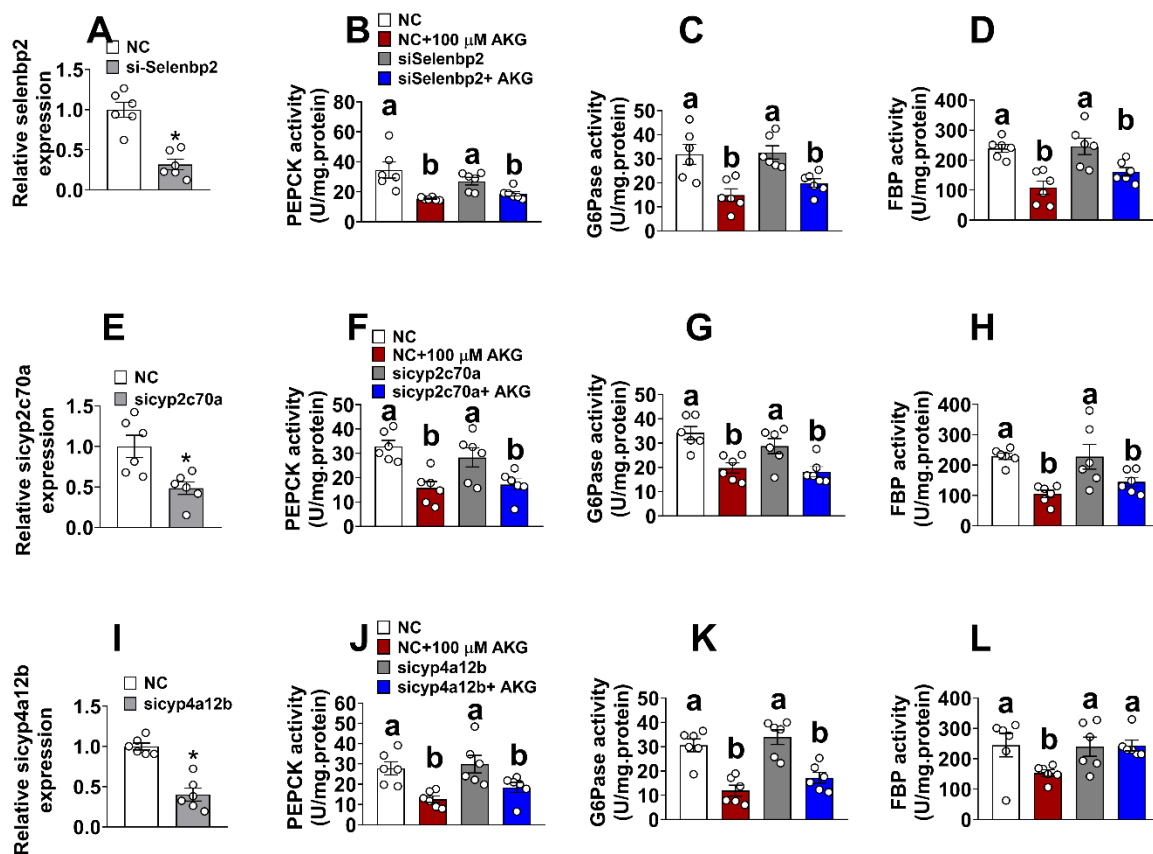 A
NC
si-Selenbp2
Relative selenbp2
expression
1.5
1.0
0.5
0.0
*
B
NC
NC+100 μM AKG
siSelenbp2
siSelenbp2+ AKG
PEPCK activity
(U/mg.protein)
80
60
40
20
0
a
b
a
b
C
G6Pase activity
(U/mg.protein)
60
50
40
30
20
10
0
a
b
a
b
D
FBP activity
(U/mg.protein)
400
300
200
100
0
a
b
a
b
E
NC
sicyp2c70a
Relative sicyp2c70a
expression
1.5
1.0
0.5
0.0
*
F
NC
NC+100 μM AKG
sicyp2c70a
sicyp2c70a+ AKG
PEPCK activity
(U/mg.protein)
50
40
30
20
10
0
a
b
a
b
G
G6Pase activity
(U/mg.protein)
50
40
30
20
10
0
a
b
a
b
H
FBP activity
(U/mg.protein)
400
300
200
100
0
a
b
a
b
I
NC
sicyp4a12b
Relative sicyp4a12b
expression
1.5
1.0
0.5
0.0
*
J
NC
NC+100 μM AKG
sicyp4a12b
sicyp4a12b+ AKG
PEPCK activity
(U/mg.protein)
60
50
40
30
20
10
0
a
b
a
b
K
G6Pase activity
(U/mg.protein)
50
40
30
20
10
0
a
b
a
b
L
FBP activity
(U/mg.protein)
400
300
200
100
0
a
b
a
a